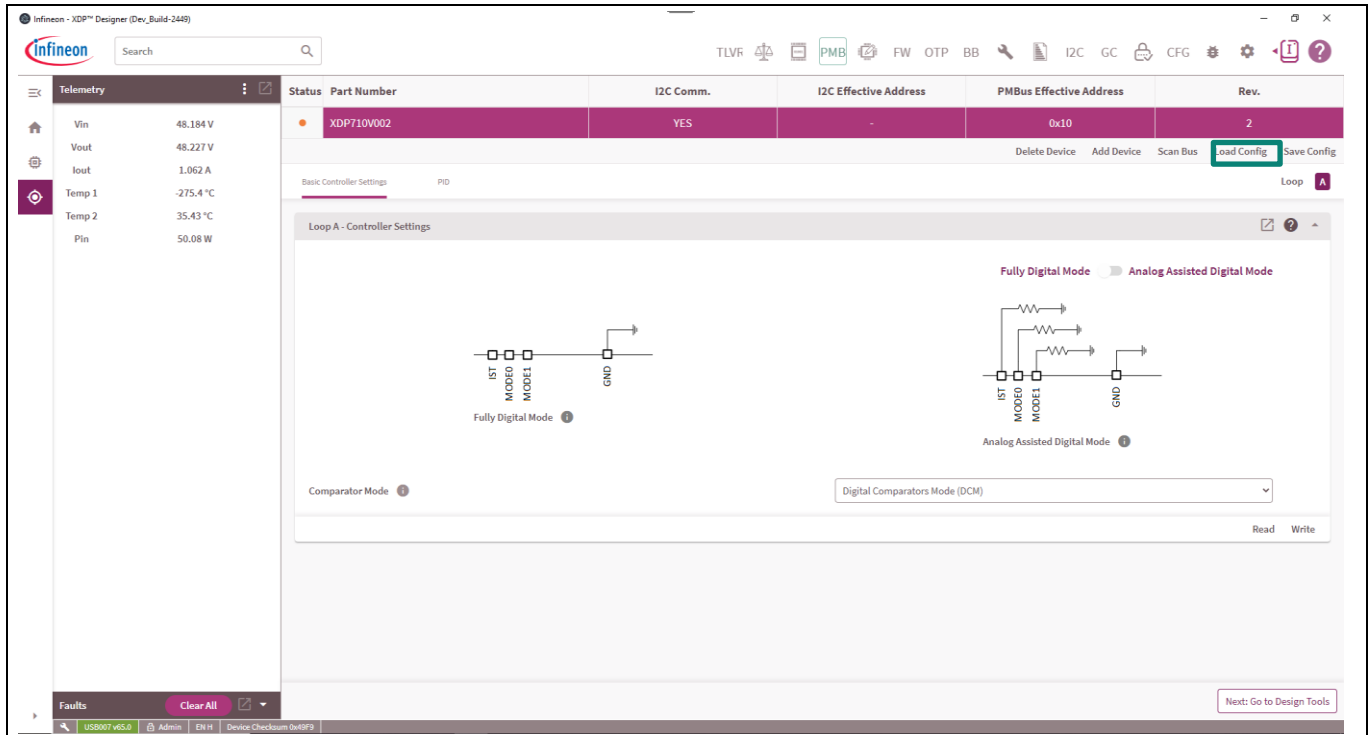 Infineon - XDP™ Designer (Dev_Build-2449)
infineon
Search
TLVR PMB FW OTP BB I2C GC CFG
Telemetry
Vin 48.184 V
Vout 48.227 V
Iout 1.062 A
Temp 1 -275.4 °C
Temp 2 35.43 °C
Pin 50.08 W
Status Part Number I2C Comm. I2C Effective Address PMBus Effective Address Rev.
XDP710V002 YES - 0x10 2
Delete Device Add Device Scan Bus Load Config Save Config
Basic Controller Settings PID Loop A
Loop A - Controller Settings
Fully Digital Mode Analog Assisted Digital Mode
IST
MODE0
MODE1
GND
Fully Digital Mode
IST
MODE0
MODE1
GND
Analog Assisted Digital Mode
Comparator Mode Digital Comparators Mode (DCM)
Read Write
Next: Go to Design Tools
Faults Clear All
USB007 v65.0 Admin EN H Device Checksum 0x49F9